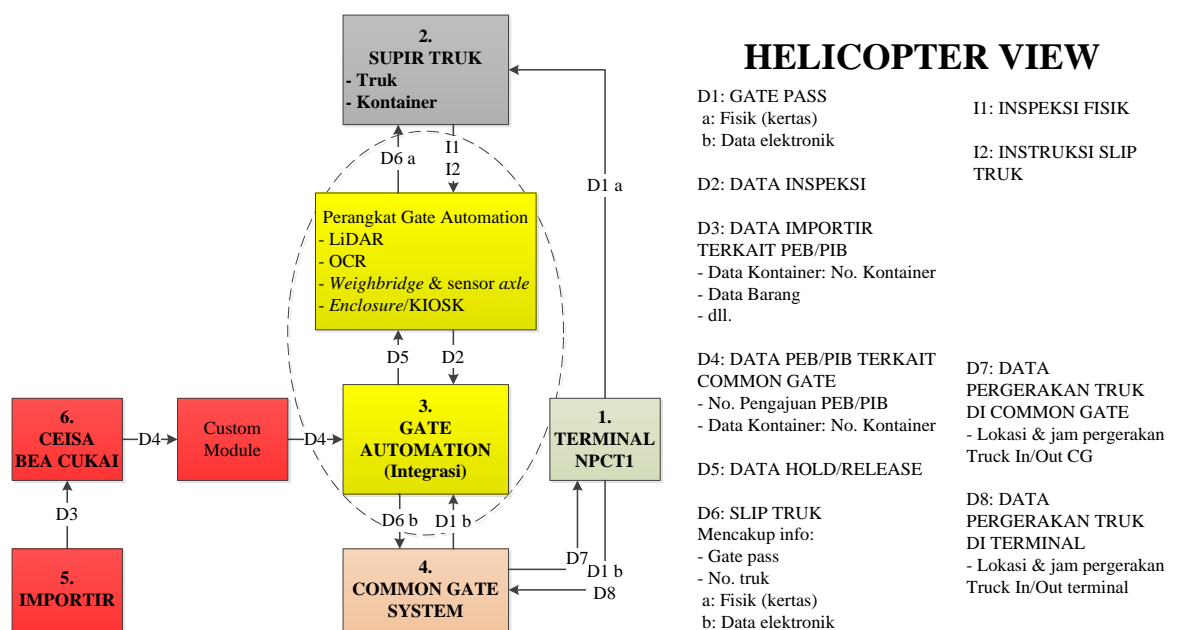 HELICOPTER VIEW
2.
SUPIR TRUK
- Truk
- Kontainer
D6 a
I1
I2
D1 a
Perangkat Gate Automation
- LiDAR
- OCR
- Weighbridge & sensor axle
- Enclosure/KIOSK
D5
D2
6.
CEISA
BEA CUKAI
D4
Custom
Module
D4
3.
GATE
AUTOMATION
(Integrasi)
1.
TERMINAL
NPCT1
D3
D6 b
D1 b
D7
D1 b
D8
5.
IMPORTIR
4.
COMMON GATE
SYSTEM
D1: GATE PASS
a: Fisik (kertas)
b: Data elektronik
D2: DATA INSPEKSI
D3: DATA IMPORTIR
TERKAIT PEB/PIB
- Data Kontainer: No. Kontainer
- Data Barang
- dll.
D4: DATA PEB/PIB TERKAIT
COMMON GATE
- No. Pengajuan PEB/PIB
- Data Kontainer: No. Kontainer
D5: DATA HOLD/RELEASE
D6: SLIP TRUK
Mencakup info:
- Gate pass
- No. truk
a: Fisik (kertas)
b: Data elektronik
I1: INSPEKSI FISIK
I2: INSTRUKSI SLIP
TRUK
D7: DATA
PERGERAKAN TRUK
DI COMMON GATE
- Lokasi & jam pergerakan
Truck In/Out CG
D8: DATA
PERGERAKAN TRUK
DI TERMINAL
- Lokasi & jam pergerakan
Truck In/Out terminal